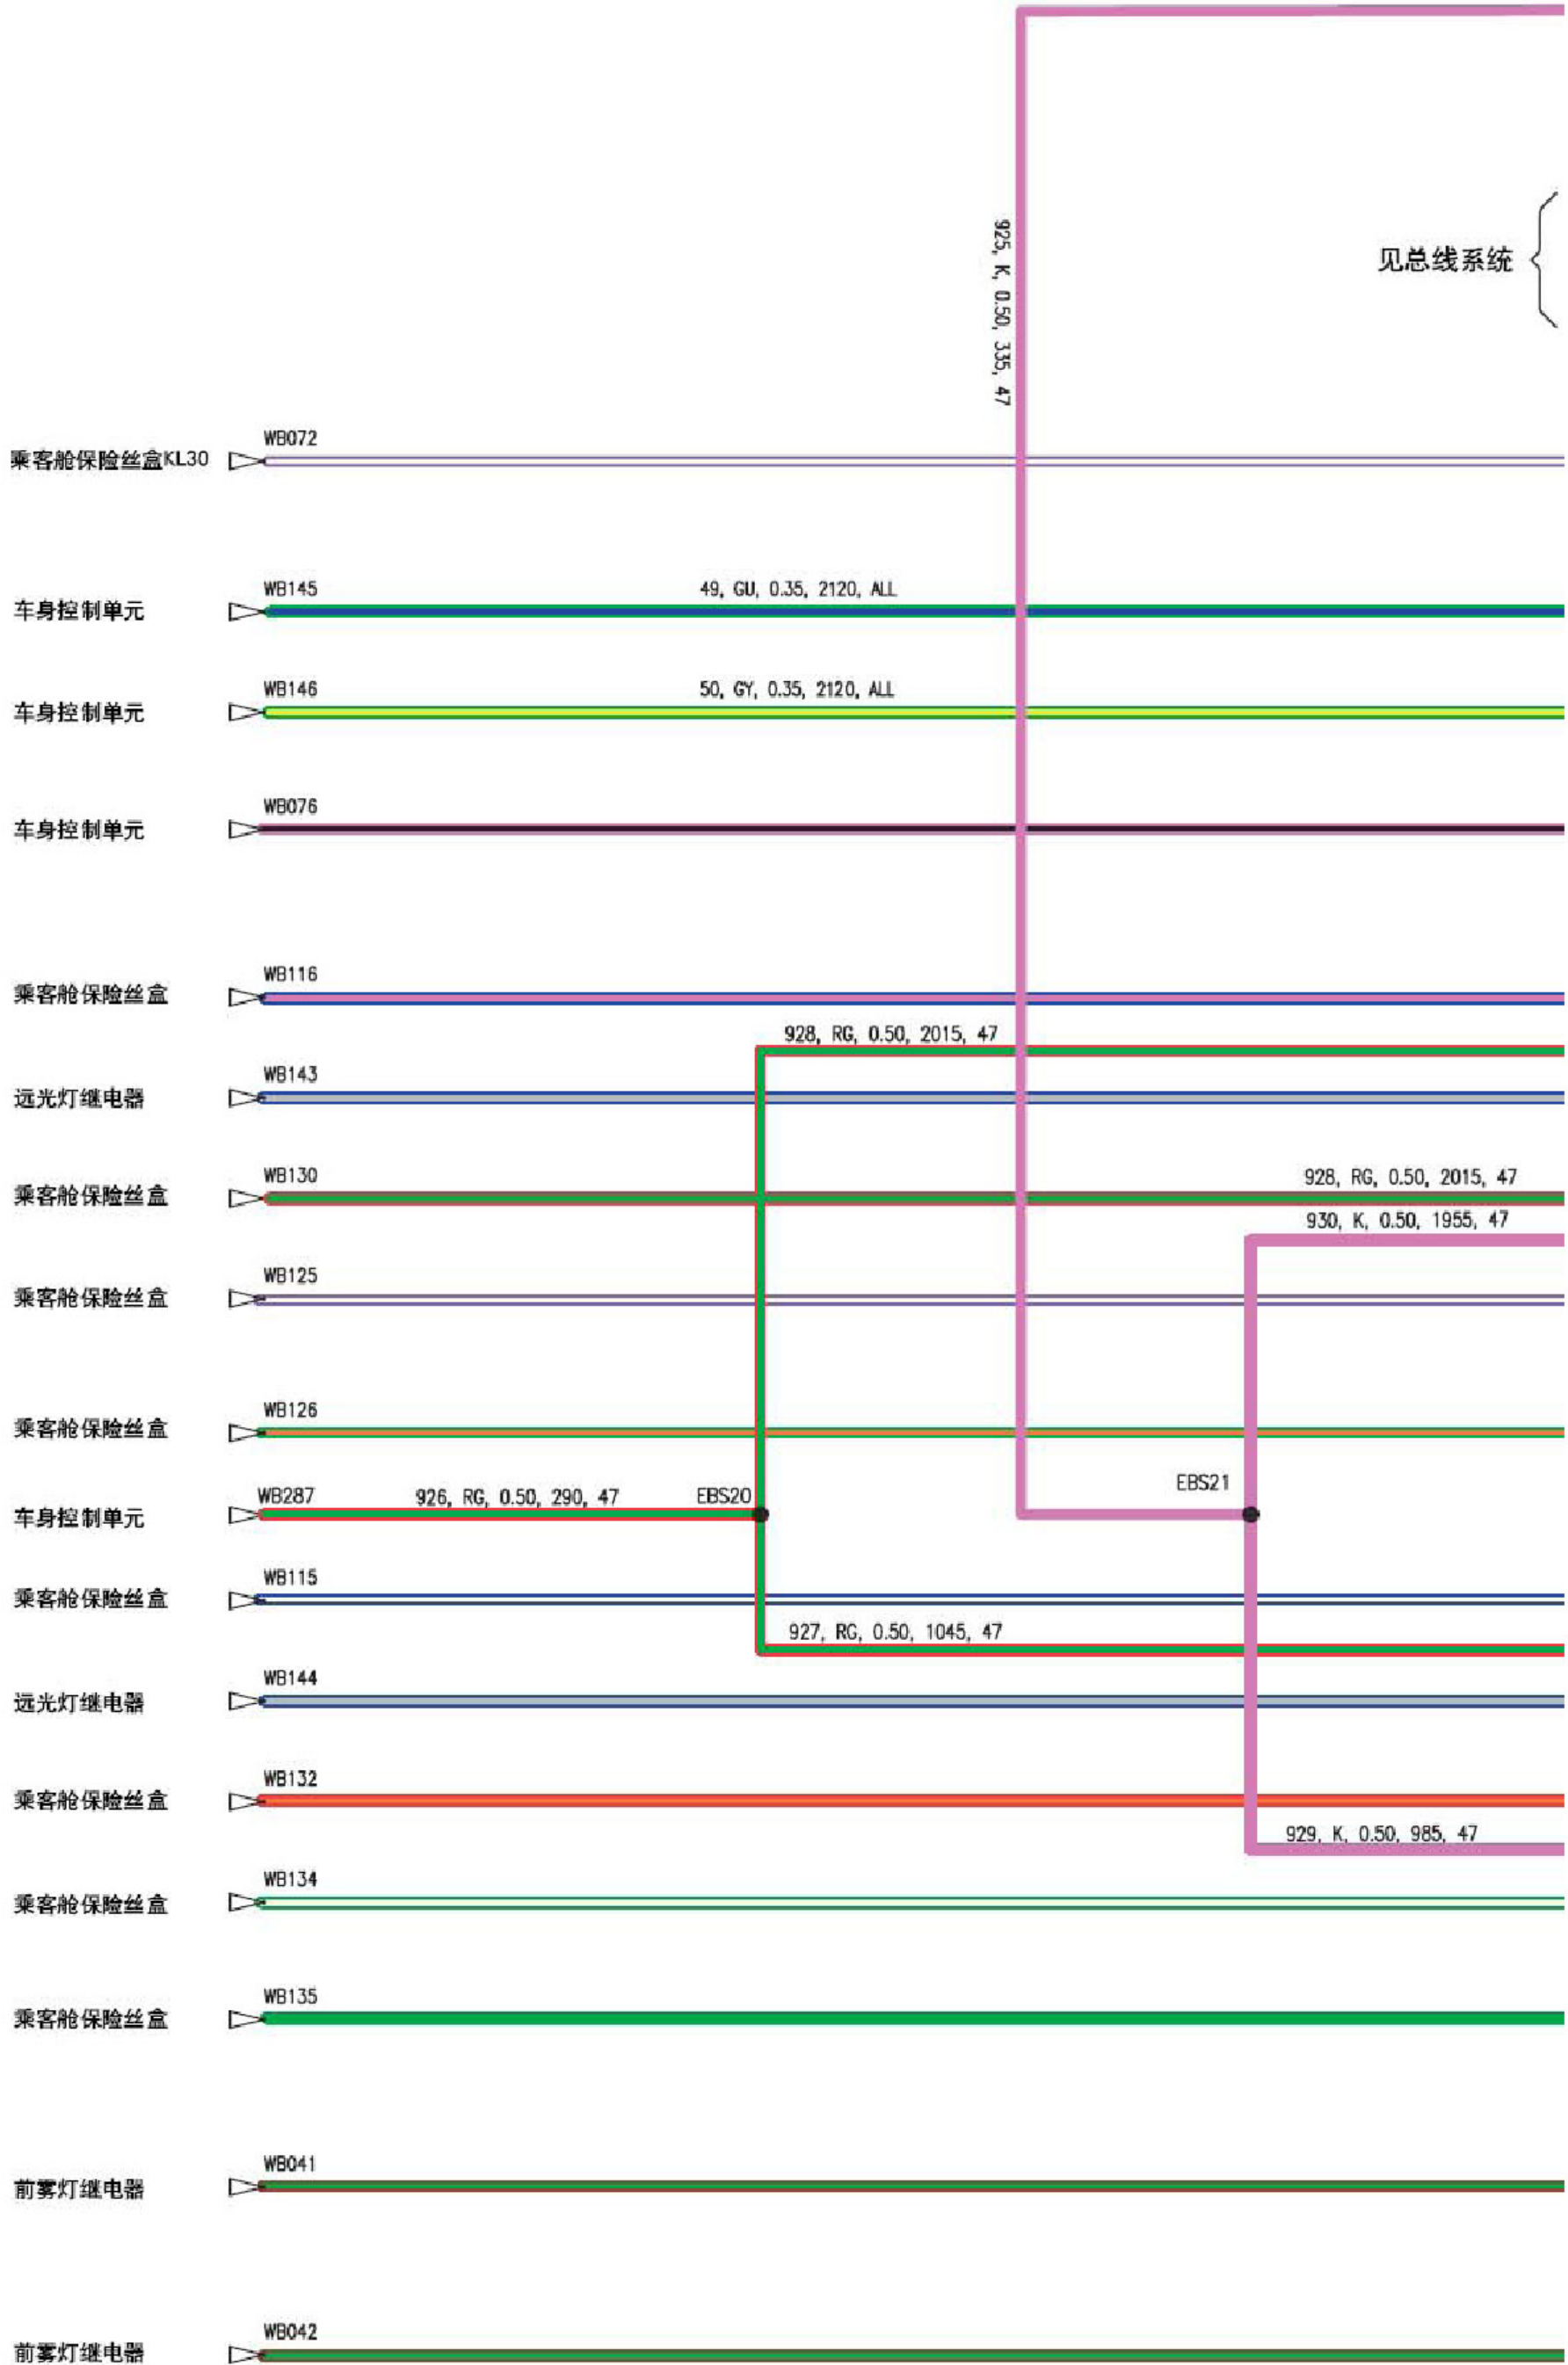 925, K, 0.50, 335, 47
见总线系统
WB072
乘客舱保险丝盒KL30
WB145
49, GU, 0.35, 2120, ALL
车身控制单元
WB146
50, GY, 0.35, 2120, ALL
车身控制单元
WB076
车身控制单元
WB116
乘客舱保险丝盒
928, RG, 0.50, 2015, 47
WB143
远光灯继电器
WB130
928, RG, 0.50, 2015, 47
乘客舱保险丝盒
930, K, 0.50, 1955, 47
WB125
乘客舱保险丝盒
WB126
乘客舱保险丝盒
EBS21
WB287
926, RG, 0.50, 290, 47
EBS20
车身控制单元
WB115
乘客舱保险丝盒
927, RG, 0.50, 1045, 47
WB144
远光灯继电器
WB132
乘客舱保险丝盒
929, K, 0.50, 985, 47
WB134
乘客舱保险丝盒
WB135
乘客舱保险丝盒
WB041
前雾灯继电器
WB042
前雾灯继电器